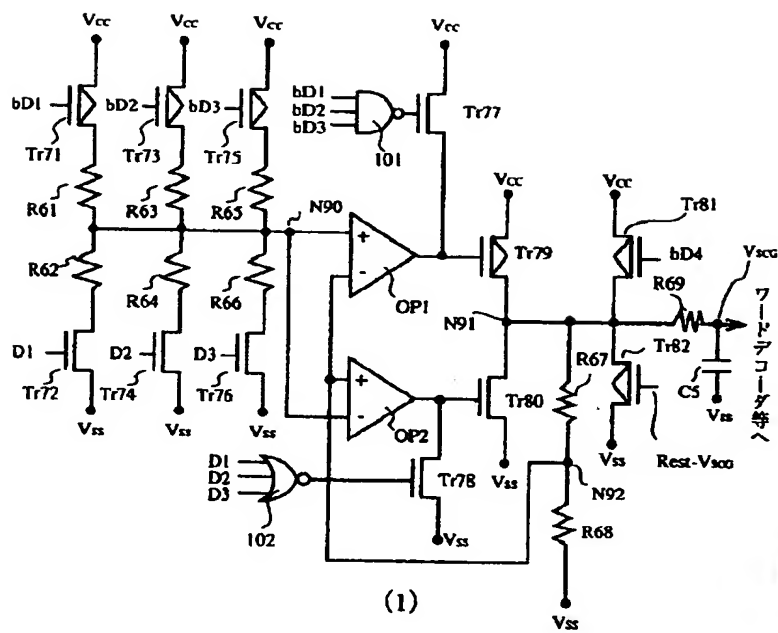 Vcc
Vcc
Vcc
Vcc
bD1
bD2
bD3
bD1
bD2
bD3
101
Tr77
Tr71
Tr73
Tr75
R61
R63
R65
N90
Vcc
Vcc
Tr81
bD4
Tr79
VSCG
R69
R62
R64
R66
OP1
N91
ワードデコーダ等へ
D1
D2
D3
Tr72
Tr74
Tr76
Tr82
R67
C5
Vss
Vss
Vss
Vss
OP2
Tr80
Vss
Rest-VSCG
D1
D2
D3
102
Tr78
Vss
Vss
N92
R68
Vss
(1)